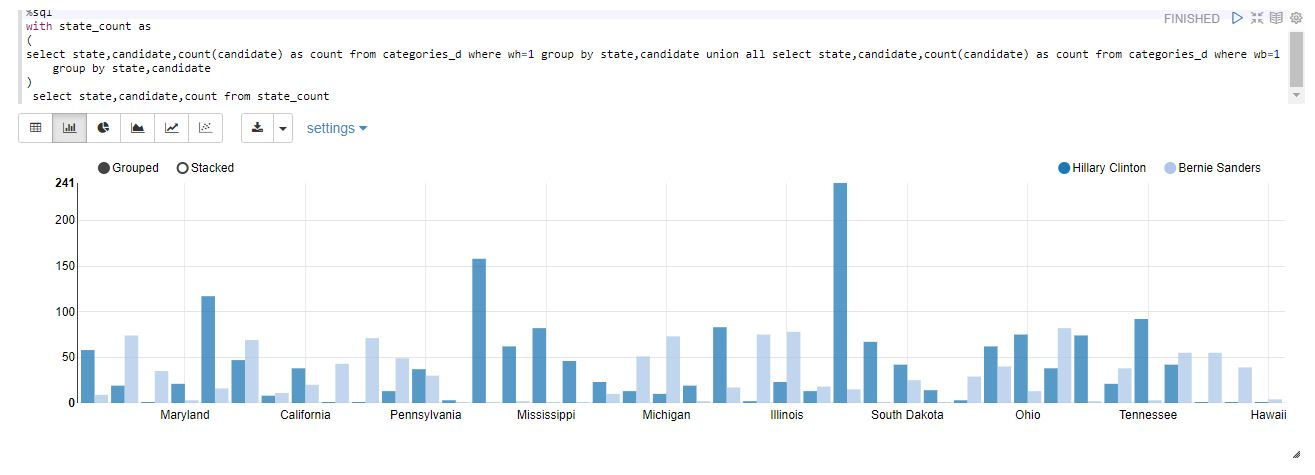 %sql
with state_count as
(
select state,candidate,count(candidate) as count from categories_d where wh=1 group by state,candidate union all select state,candidate,count(candidate) as count from categories_d where wb=1
group by state,candidate
)
select state,candidate,count from state_count
FINISHED
settings
Grouped Stacked
Hillary Clinton Bernie Sanders
241
200
150
100
50
0
Maryland California Pennsylvania Mississippi Michigan Illinois South Dakota Ohio Tennessee Hawaii